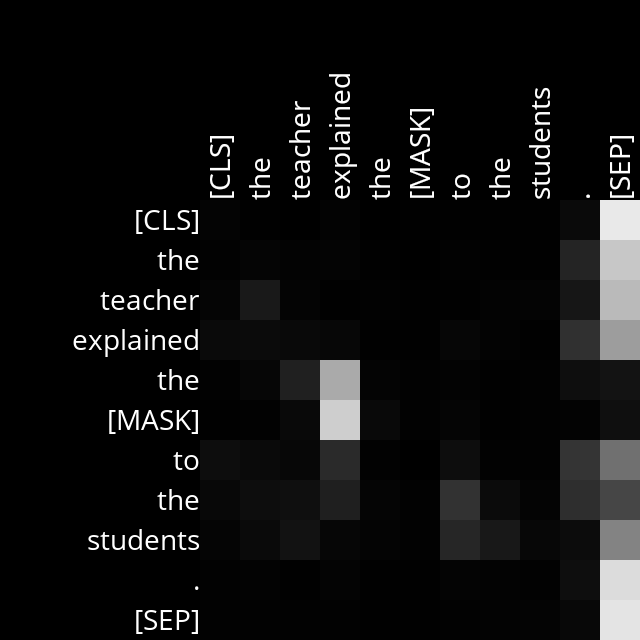 [CLS] the teacher explained the [MASK] to the students . [SEP]
[CLS]
the
teacher
explained
the
[MASK]
to
the
students
.
[SEP]